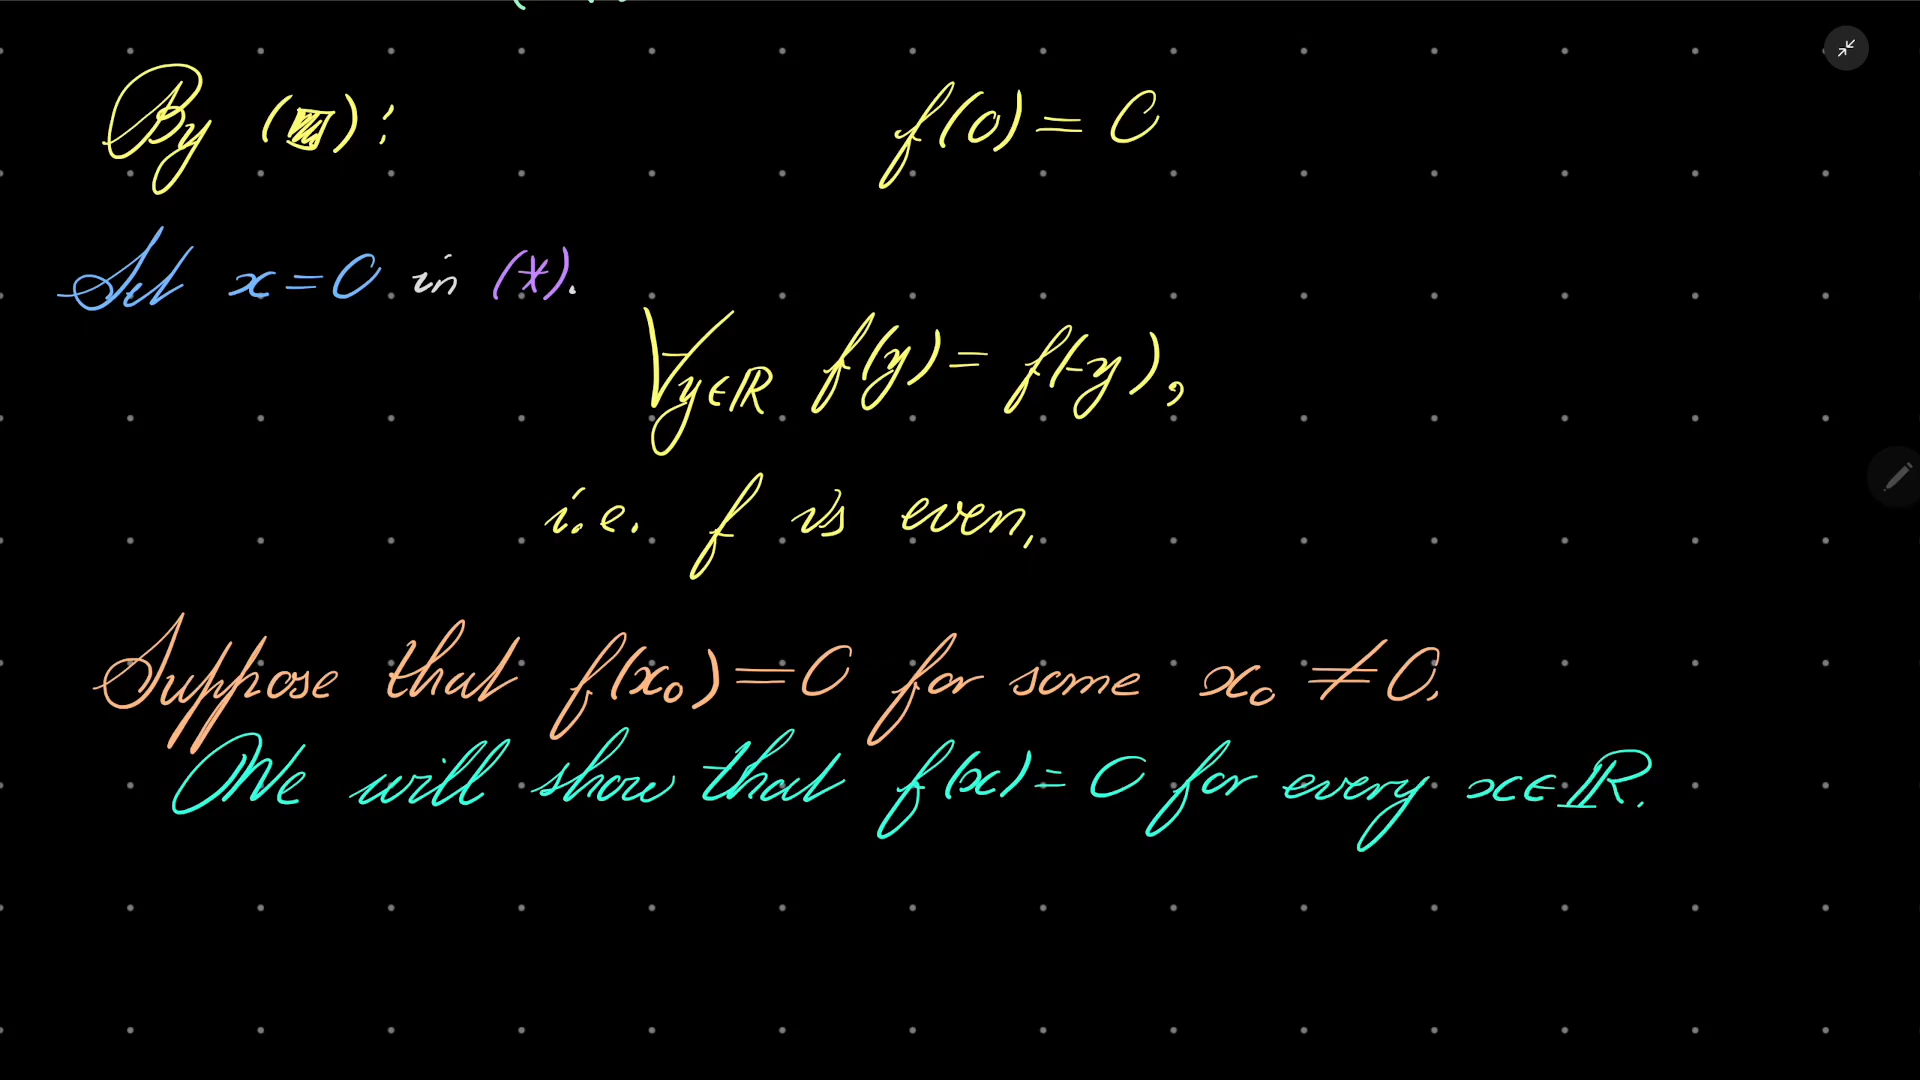 By (▨): f(0) = 0
Set x = 0 in (*).
∀y∈ℝ f(y) = f(-y),
i.e. f is even.
Suppose that f(x₀) = 0 for some x₀ ≠ 0.
We will show that f(x) = 0 for every x∈ℝ.